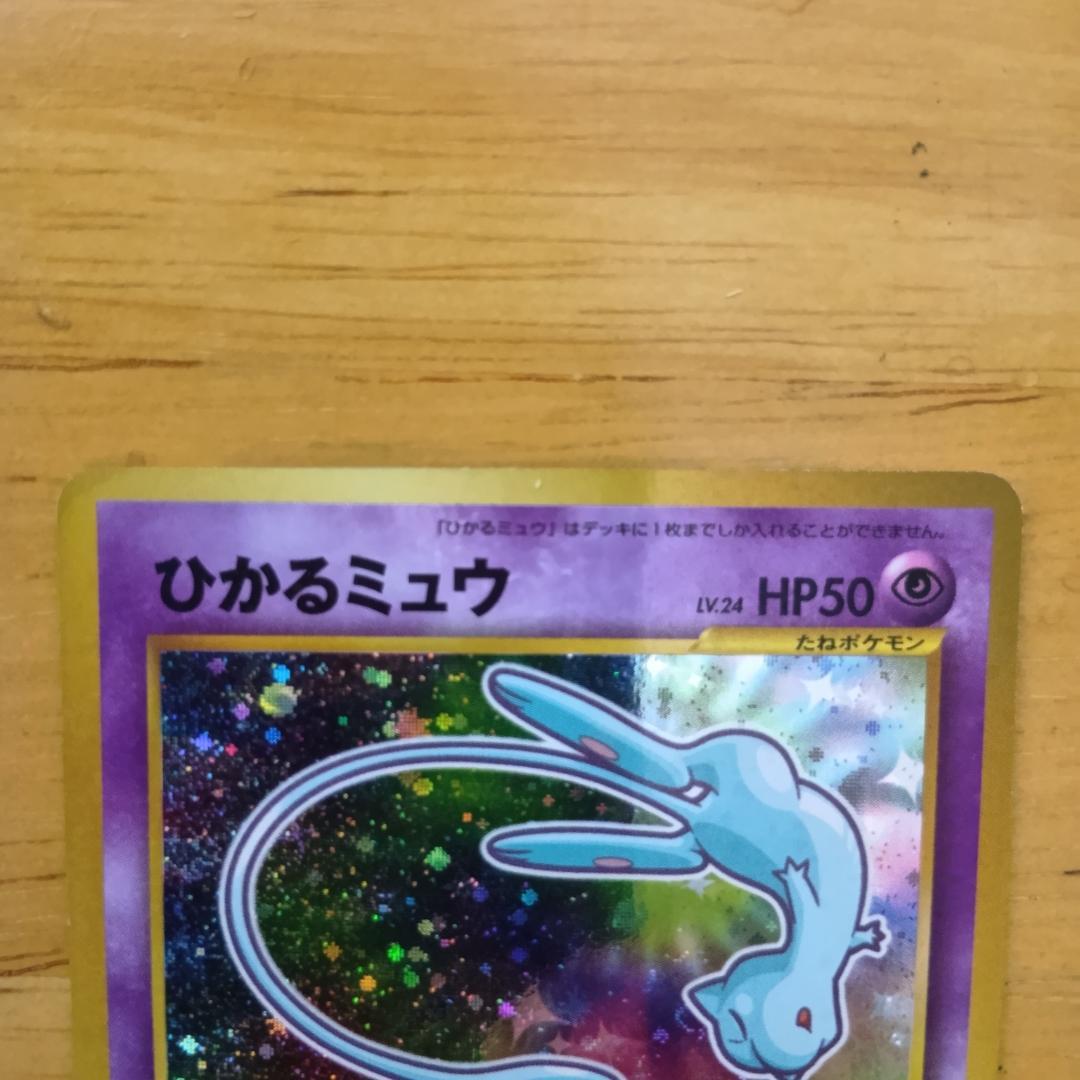 「ひかるミュウ」はデッキに1枚までしか入れることができません。
ひかるミュウ LV.24 HP50
たねポケモン